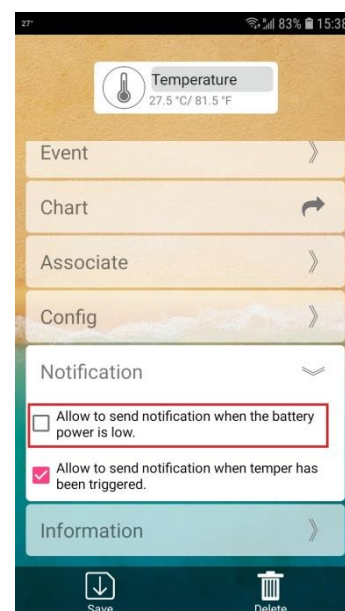 27°
83% 15:38
Temperature
27.5 °C/ 81.5 °F
Event
Chart
Associate
Config
Notification
Allow to send notification when the battery
power is low.
Allow to send notification when temper has
been triggered.
Information
Save
Delete